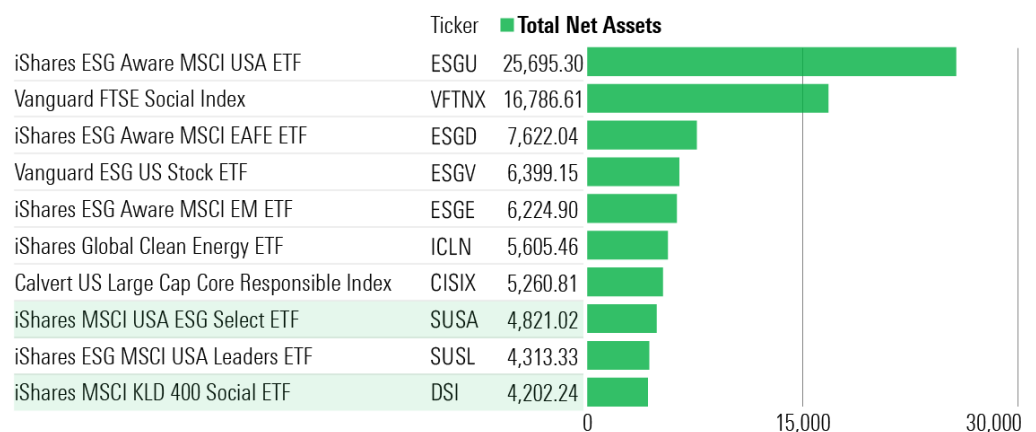 Ticker Total Net Assets
iShares ESG Aware MSCI USA ETF ESGU 25,695.30
Vanguard FTSE Social Index VFTNX 16,786.61
iShares ESG Aware MSCI EAFE ETF ESGD 7,622.04
Vanguard ESG US Stock ETF ESGV 6,399.15
iShares ESG Aware MSCI EM ETF ESGE 6,224.90
iShares Global Clean Energy ETF ICLN 5,605.46
Calvert US Large Cap Core Responsible Index CISIX 5,260.81
iShares MSCI USA ESG Select ETF SUSA 4,821.02
iShares ESG MSCI USA Leaders ETF SUSL 4,313.33
iShares MSCI KLD 400 Social ETF DSI 4,202.24
0 15,000 30,000